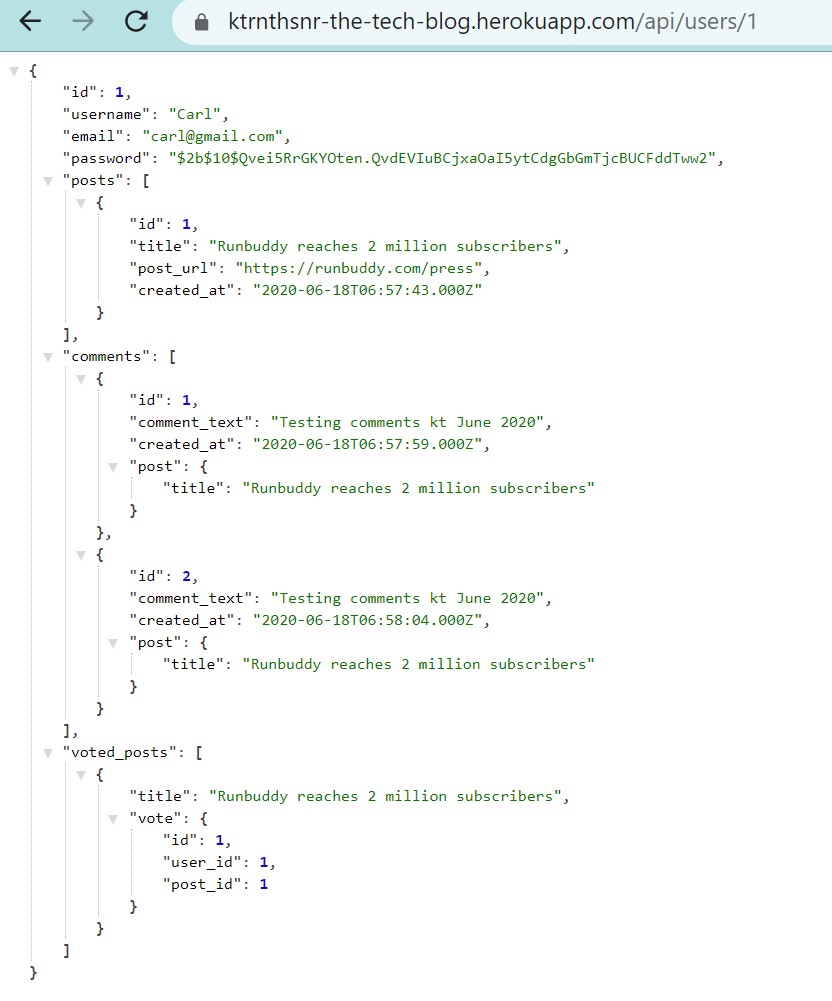 ktrnthsnr-the-tech-blog.herokuapp.com/api/users/1
{
"id": 1,
"username": "Carl",
"email": "carl@gmail.com",
"password": "$2b$10$Qvei5RrGKYOten.QvdEVIuBCjxaOaI5ytCdgGbGmTjcBUCFddTww2",
"posts": [
{
"id": 1,
"title": "Runbuddy reaches 2 million subscribers",
"post_url": "https://runbuddy.com/press",
"created_at": "2020-06-18T06:57:43.000Z"
}
],
"comments": [
{
"id": 1,
"comment_text": "Testing comments kt June 2020",
"created_at": "2020-06-18T06:57:59.000Z",
"post": {
"title": "Runbuddy reaches 2 million subscribers"
}
},
{
"id": 2,
"comment_text": "Testing comments kt June 2020",
"created_at": "2020-06-18T06:58:04.000Z",
"post": {
"title": "Runbuddy reaches 2 million subscribers"
}
}
],
"voted_posts": [
{
"title": "Runbuddy reaches 2 million subscribers",
"vote": {
"id": 1,
"user_id": 1,
"post_id": 1
}
}
]
}